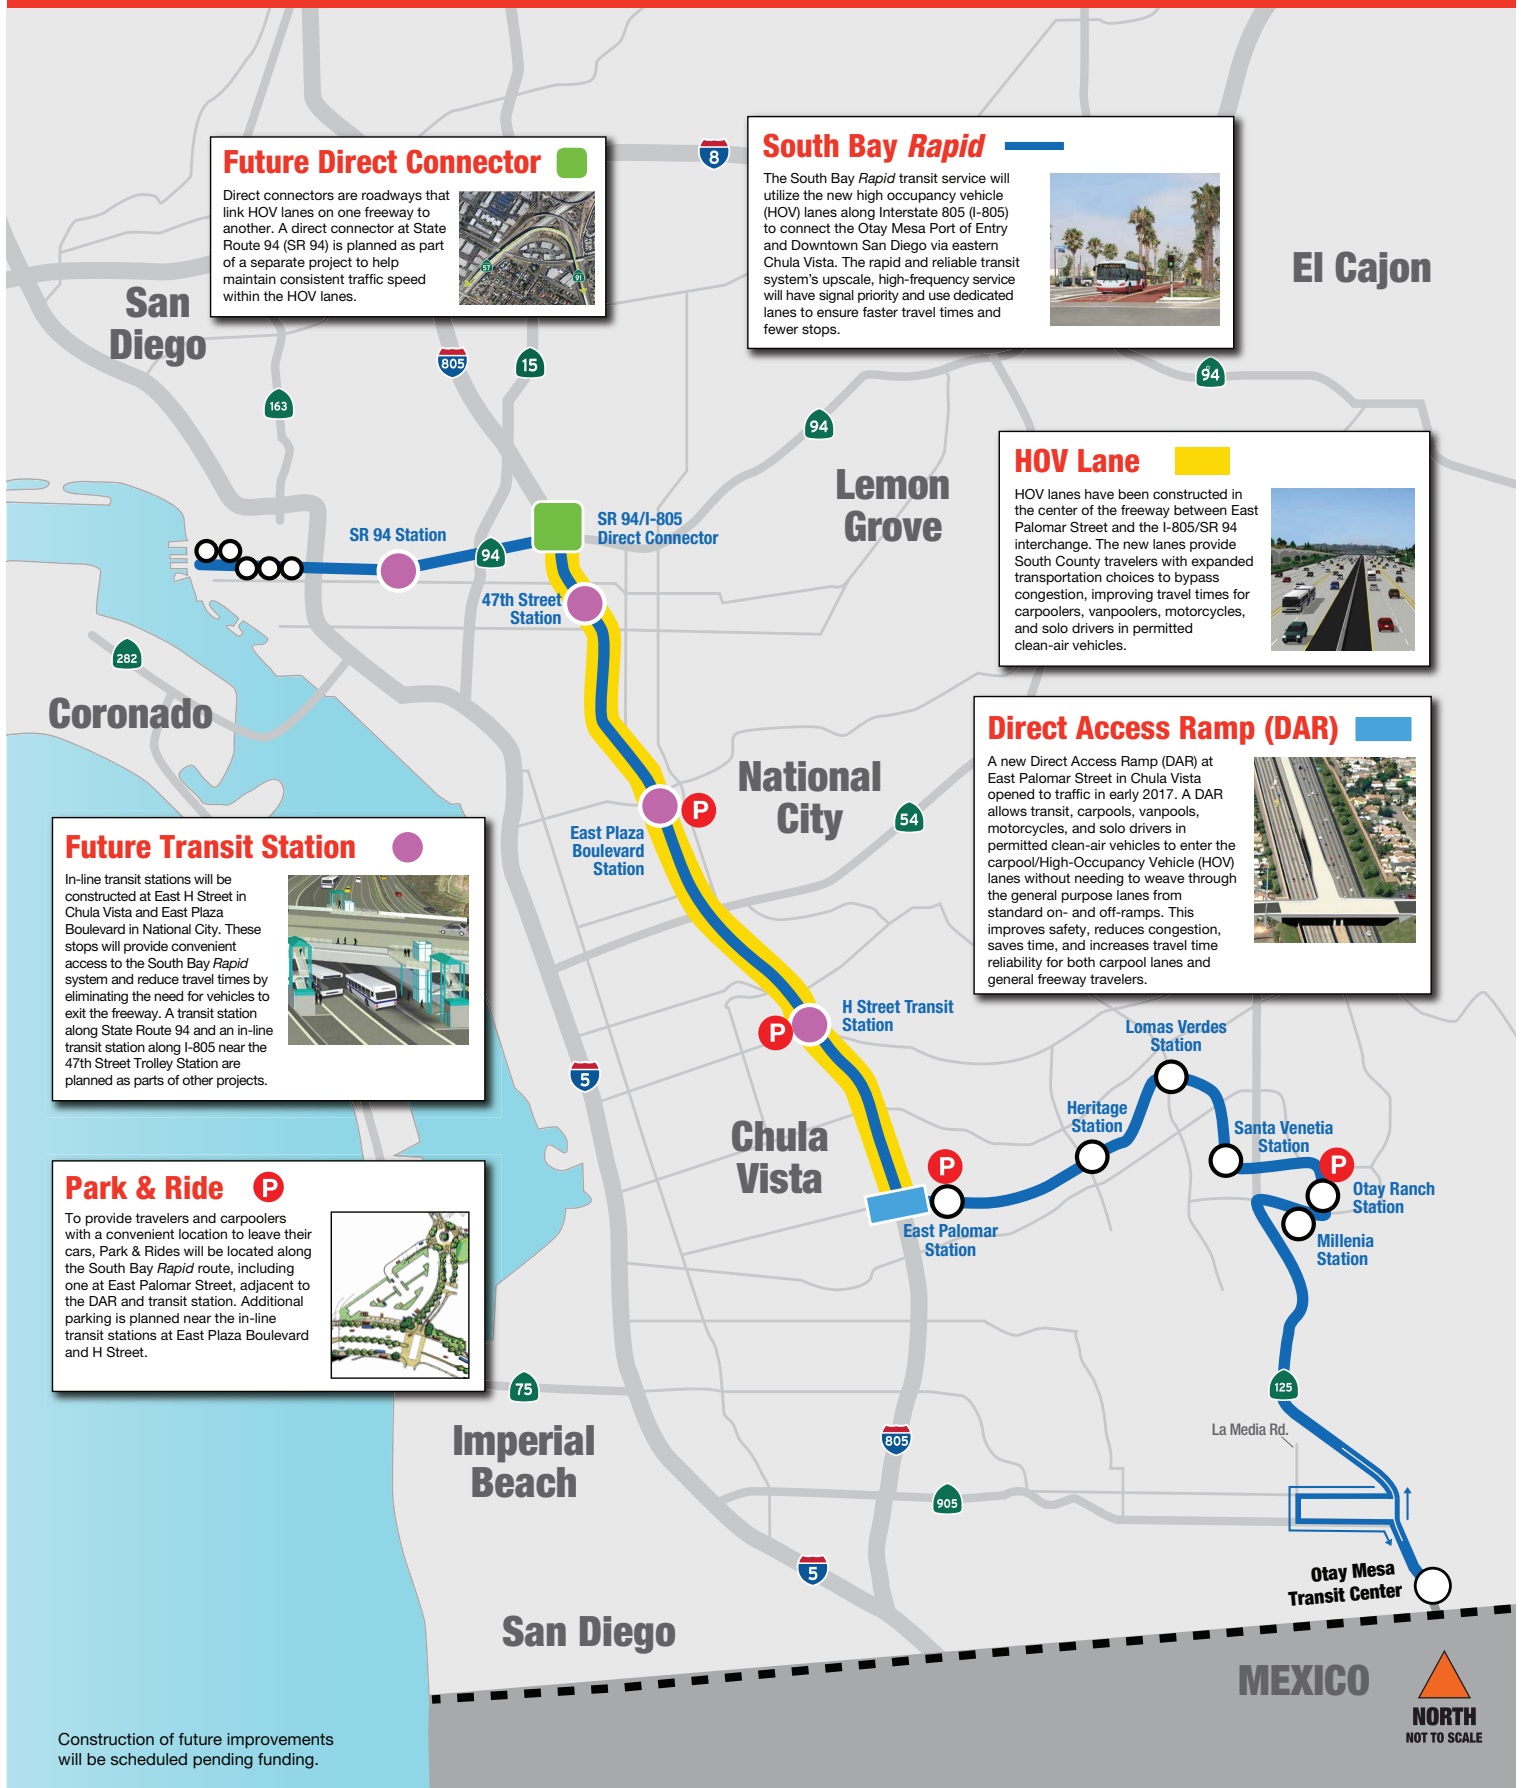 Future Direct Connector
Direct connectors are roadways that
link HOV lanes on one freeway to
another. A direct connector at State
Route 94 (SR 94) is planned as part
of a separate project to help
maintain consistent traffic speed
within the HOV lanes.
57
91
8
South Bay Rapid
The South Bay Rapid transit service will
utilize the new high occupancy vehicle
(HOV) lanes along Interstate 805 (I-805)
to connect the Otay Mesa Port of Entry
and Downtown San Diego via eastern
Chula Vista. The rapid and reliable transit
system's upscale, high-frequency service
will have signal priority and use dedicated
lanes to ensure faster travel times and
fewer stops.
El Cajon
San
Diego
805
15
163
94
94
HOV Lane
HOV lanes have been constructed in
the center of the freeway between East
Palomar Street and the I-805/SR 94
interchange. The new lanes provide
South County travelers with expanded
transportation choices to bypass
congestion, improving travel times for
carpoolers, vanpoolers, motorcycles,
and solo drivers in permitted
clean-air vehicles.
Lemon
Grove
SR 94 Station
94
SR 94/I-805
Direct Connector
47th Street
Station
282
Coronado
Direct Access Ramp (DAR)
A new Direct Access Ramp (DAR) at
East Palomar Street in Chula Vista
opened to traffic in early 2017. A DAR
allows transit, carpools, vanpools,
motorcycles, and solo drivers in
permitted clean-air vehicles to enter the
carpool/High-Occupancy Vehicle (HOV)
lanes without needing to weave through
the general purpose lanes from
standard on- and off-ramps. This
improves safety, reduces congestion,
saves time, and increases travel time
reliability for both carpool lanes and
general freeway travelers.
National
City
54
P
East Plaza
Boulevard
Station
Future Transit Station
In-line transit stations will be
constructed at East H Street in
Chula Vista and East Plaza
Boulevard in National City. These
stops will provide convenient
access to the South Bay Rapid
system and reduce travel times by
eliminating the need for vehicles to
exit the freeway. A transit station
along State Route 94 and an in-line
transit station along I-805 near the
47th Street Trolley Station are
planned as parts of other projects.
H Street Transit
Station
P
5
Lomas Verdes
Station
Heritage
Station
Santa Venetia
Station
P
Otay Ranch
Station
Millenia
Station
Chula
Vista
P
East Palomar
Station
Park & Ride P
To provide travelers and carpoolers
with a convenient location to leave their
cars, Park & Rides will be located along
the South Bay Rapid route, including
one at East Palomar Street, adjacent to
the DAR and transit station. Additional
parking is planned near the in-line
transit stations at East Plaza Boulevard
and H Street.
75
125
La Media Rd.
Imperial
Beach
805
905
5
Otay Mesa
Transit Center
San Diego
MEXICO
NORTH
NOT TO SCALE
Construction of future improvements
will be scheduled pending funding.